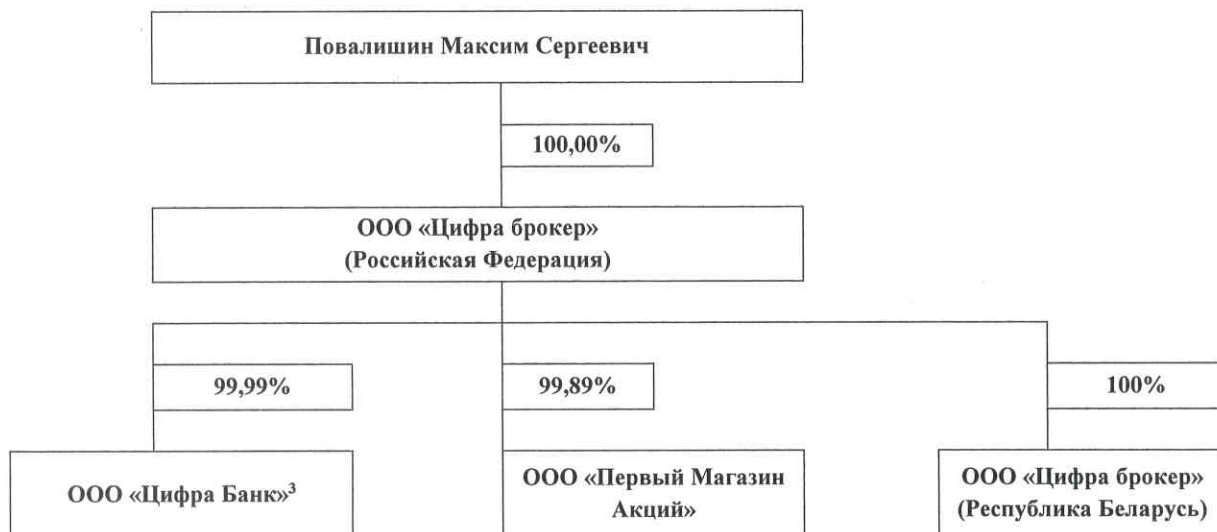 Повалишин Максим Сергеевич
100,00%
ООО «Цифра брокер»
(Российская Федерация)
99,99%
99,89%
100%
ООО «Цифра Банк»³
ООО «Первый Магазин
Акций»
ООО «Цифра брокер»
(Республика Беларусь)